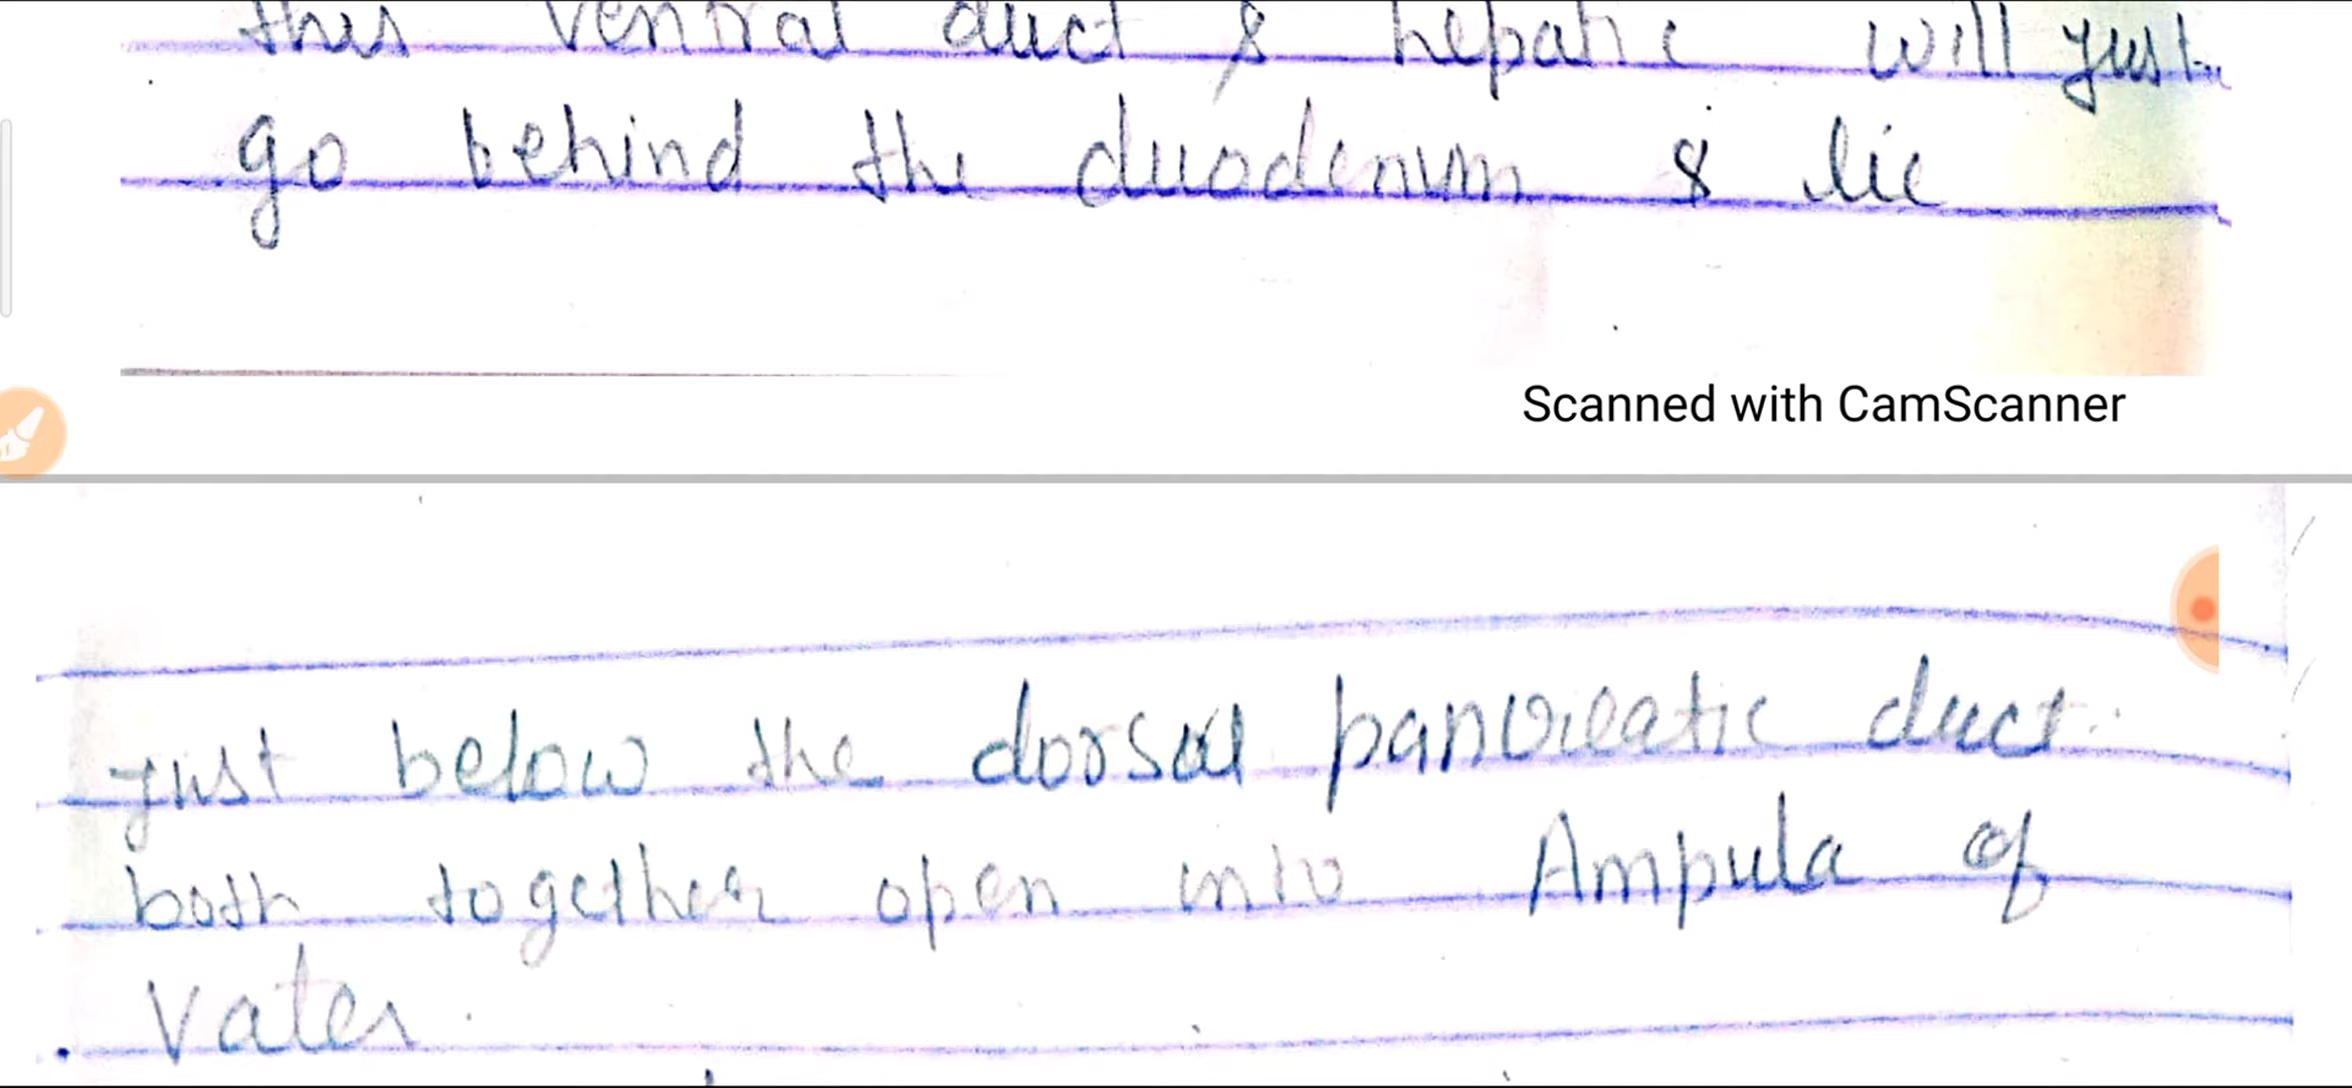 this ventral duct & hepatic will just
go behind the duodenum & lie
Scanned with CamScanner
just below the dorsal pancreatic duct.
both together open into Ampula of
Vater.